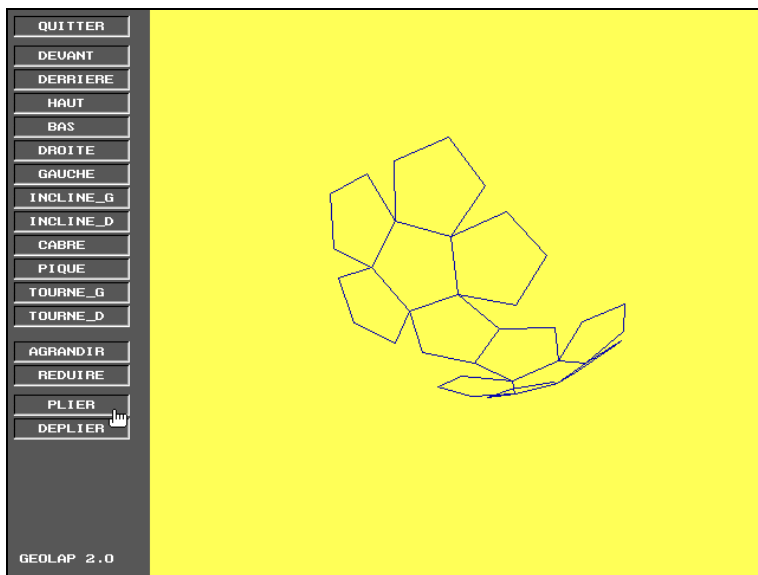 QUITTER
DEVANT
DERRIERE
HAUT
BAS
DROITE
GAUCHE
INCLINE_G
INCLINE_D
CABRE
PIQUE
TOURNE_G
TOURNE_D
AGRANDIR
REDUIRE
PLIER
DEPLIER
GEOLAP 2.0